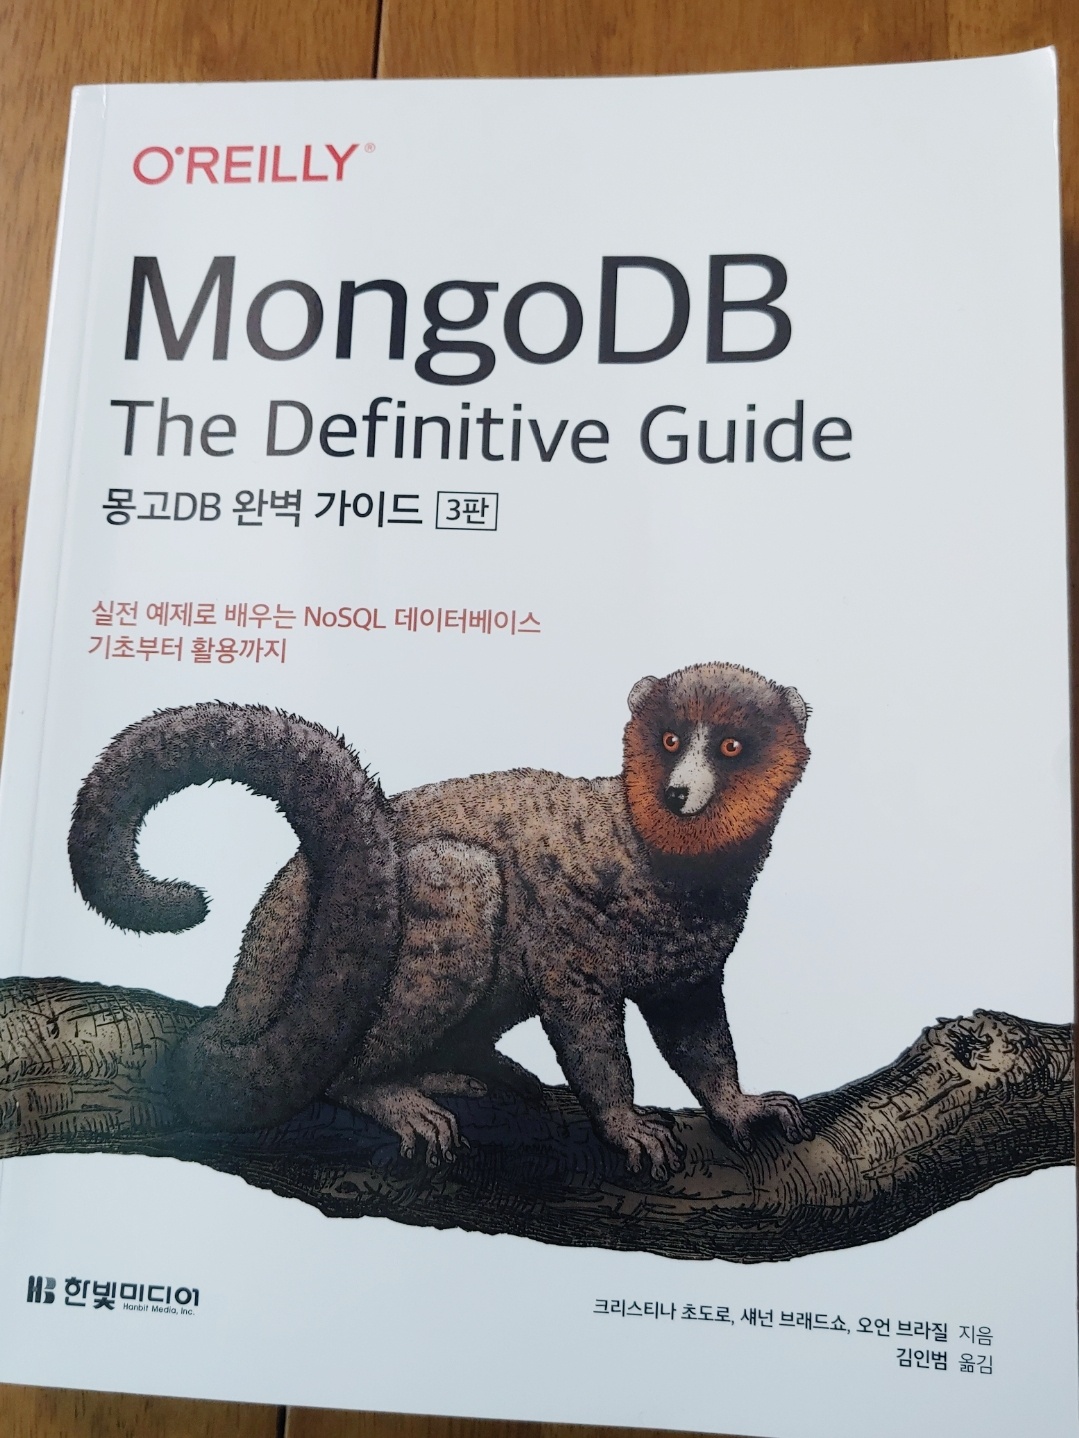 O'REILLY®
MongoDB
The Definitive Guide
몽고DB 완벽 가이드 3판
실전 예제로 배우는 NoSQL 데이터베이스
기초부터 활용까지
HB 한빛미디어
Hanbit Media, Inc.
크리스티나 초도로, 섀넌 브래드쇼, 오언 브라질 지음
김인범 옮김